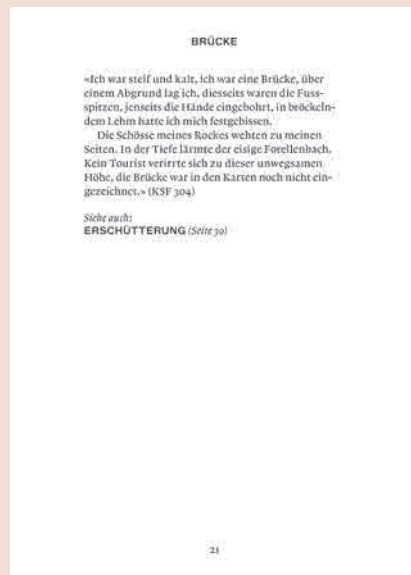 BRÜCKE
«Ich war steif und kalt, ich war eine Brücke, über
einem Abgrund lag ich, diesseits waren die Fuss-
spitzen, jenseits die Hände eingebohrt, in bröckeln-
dem Lehm hatte ich mich festgebissen.
Die Schösse meines Rockes wehten zu meinen
Seiten. In der Tiefe lärmte der eisige Forellenbach.
Kein Tourist verirrte sich zu dieser unwegsamen
Höhe, die Brücke war in den Karten noch nicht ein-
gezeichnet.» (KSF 304)
Siehe auch:
ERSCHÜTTERUNG (Seite 30)
21